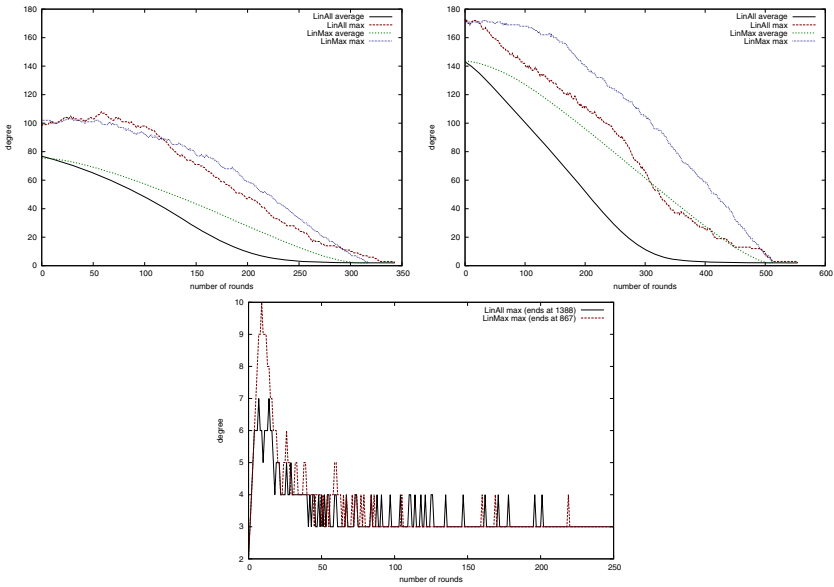 LinAll average
LinAll max
LinMax average
LinMax max
degree
180
160
140
120
100
80
60
40
20
0
0 50 100 150 200 250 300 350
number of rounds
LinAll average
LinAll max
LinMax average
LinMax max
degree
180
160
140
120
100
80
60
40
20
0
0 100 200 300 400 500 600
number of rounds
LinAll max (ends at 1388)
LinMax max (ends at 867)
degree
10
9
8
7
6
5
4
3
2
0 50 100 150 200 250
number of rounds